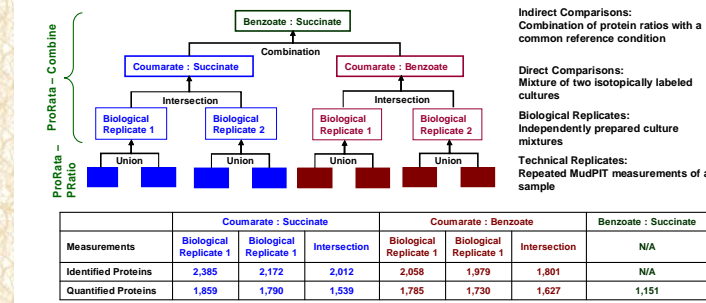 Benzoate : Succinate
Combination
Coumarate : Succinate
Coumarate : Benzoate
Intersection
Intersection
Biological
Replicate 1
Biological
Replicate 2
Biological
Replicate 1
Biological
Replicate 2
Union
Union
Union
Union
ProRata – Combine
ProRata –
PRatio
Indirect Comparisons:
Combination of protein ratios with a
common reference condition
Direct Comparisons:
Mixture of two isotopically labeled
cultures
Biological Replicates:
Independently prepared culture
mixtures
Technical Replicates:
Repeated MudPIT measurements of a
sample
Coumarate : Succinate Coumarate : Benzoate Benzoate : Succinate
Measurements Biological Replicate 1 Biological Replicate 1 Intersection Biological Replicate 1 Biological Replicate 1 Intersection N/A
Identified Proteins 2,385 2,172 2,012 2,058 1,979 1,801 N/A
Quantified Proteins 1,859 1,790 1,539 1,785 1,730 1,627 1,151